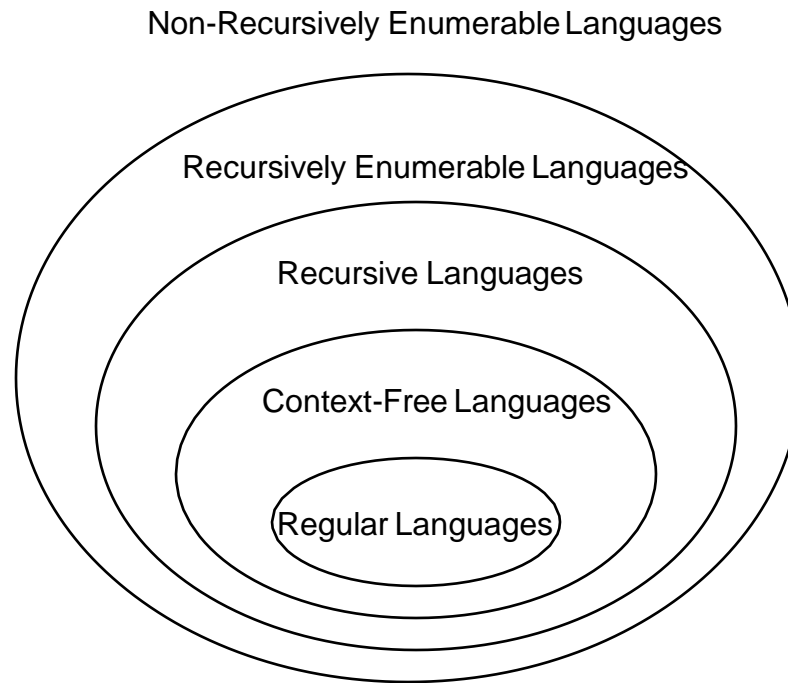 Non-Recursively Enumerable Languages
Recursively Enumerable Languages
Recursive Languages
Context-Free Languages
Regular Languages